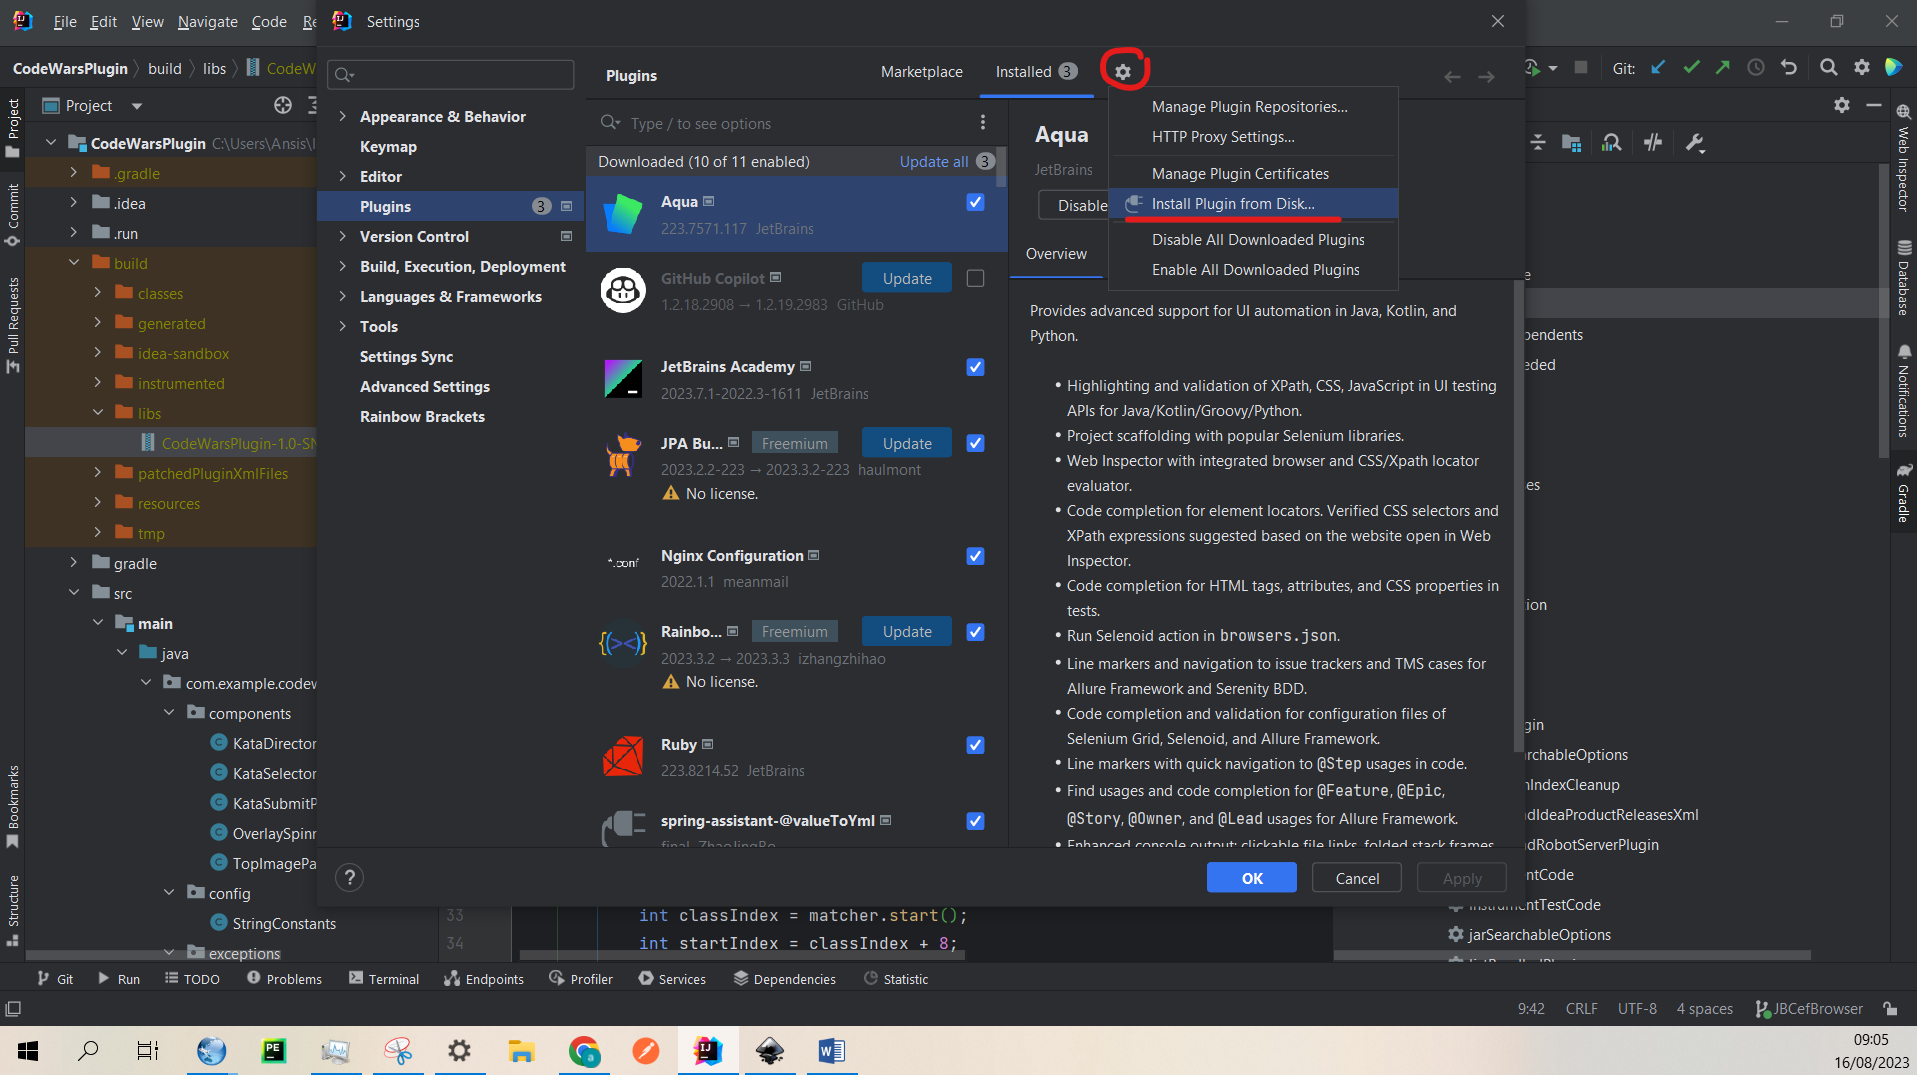 File Edit View Navigate Code Re
Settings
CodeWarsPlugin build libs CodeW
Plugins
Marketplace
Installed 3
Git:
Project
Project
Appearance & Behavior
Keymap
Editor
Plugins 3
Version Control
Build, Execution, Deployment
Languages & Frameworks
Tools
Settings Sync
Advanced Settings
Rainbow Brackets
Type / to see options
Downloaded (10 of 11 enabled) Update all 3
Aqua
223.7571.117 JetBrains
GitHub Copilot Update
1.2.18.2908 → 1.2.19.2983 GitHub
JetBrains Academy
2023.7.1-2022.3-1611 JetBrains
JPA Bu... Freemium Update
2023.2.2-223 → 2023.3.2-223 haulmont
No license.
*.conf
Nginx Configuration
2022.1.1 meanmail
Rainbo... Freemium Update
2023.3.2 → 2023.3.3 izhangzhihao
No license.
Ruby
223.8214.52 JetBrains
spring-assistant-@valueToYml
final ZhaoJingBo
Aqua
JetBrains
Disable
Overview
Manage Plugin Repositories...
HTTP Proxy Settings...
Manage Plugin Certificates
Install Plugin from Disk...
Disable All Downloaded Plugins
Enable All Downloaded Plugins
Provides advanced support for UI automation in Java, Kotlin, and
Python.
• Highlighting and validation of XPath, CSS, JavaScript in UI testing
APIs for Java/Kotlin/Groovy/Python.
• Project scaffolding with popular Selenium libraries.
• Web Inspector with integrated browser and CSS/Xpath locator
evaluator.
• Code completion for element locators. Verified CSS selectors and
XPath expressions suggested based on the website open in Web
Inspector.
• Code completion for HTML tags, attributes, and CSS properties in
tests.
• Run Selenoid action in browsers.json.
• Line markers and navigation to issue trackers and TMS cases for
Allure Framework and Serenity BDD.
• Code completion and validation for configuration files of
Selenium Grid, Selenoid, and Allure Framework.
• Line markers with quick navigation to @Step usages in code.
• Find usages and code completion for @Feature, @Epic,
@Story, @Owner, and @Lead usages for Allure Framework.
• Enhanced console output: clickable file links, folded stack frames
?
OK
Cancel
Apply
CodeWarsPlugin C:\Users\Ansis\I
.gradle
.idea
.run
build
classes
generated
idea-sandbox
instrumented
libs
CodeWarsPlugin-1.0-SN
patchedPluginXmlFiles
resources
tmp
gradle
src
main
java
com.example.codew
components
KataDirector
KataSelector
KataSubmitP
OverlaySpinn
TopImagePa
config
StringConstants
exceptions
Commit
Pull Requests
Bookmarks
Structure
33 int classIndex = matcher.start();
34 int startIndex = classIndex + 8;
e
pendents
eded
es
ion
gin
archableOptions
nIndexCleanup
ndIdeaProductReleasesXml
ndRobotServerPlugin
entCode
instrumentTestCode
jarSearchableOptions
Web Inspector
Database
Notifications
Gradle
Git Run TODO Problems Terminal Endpoints Profiler Services Dependencies Statistic
9:42 CRLF UTF-8 4 spaces JBCefBrowser
PE
a
IJ
W
09:05
16/08/2023